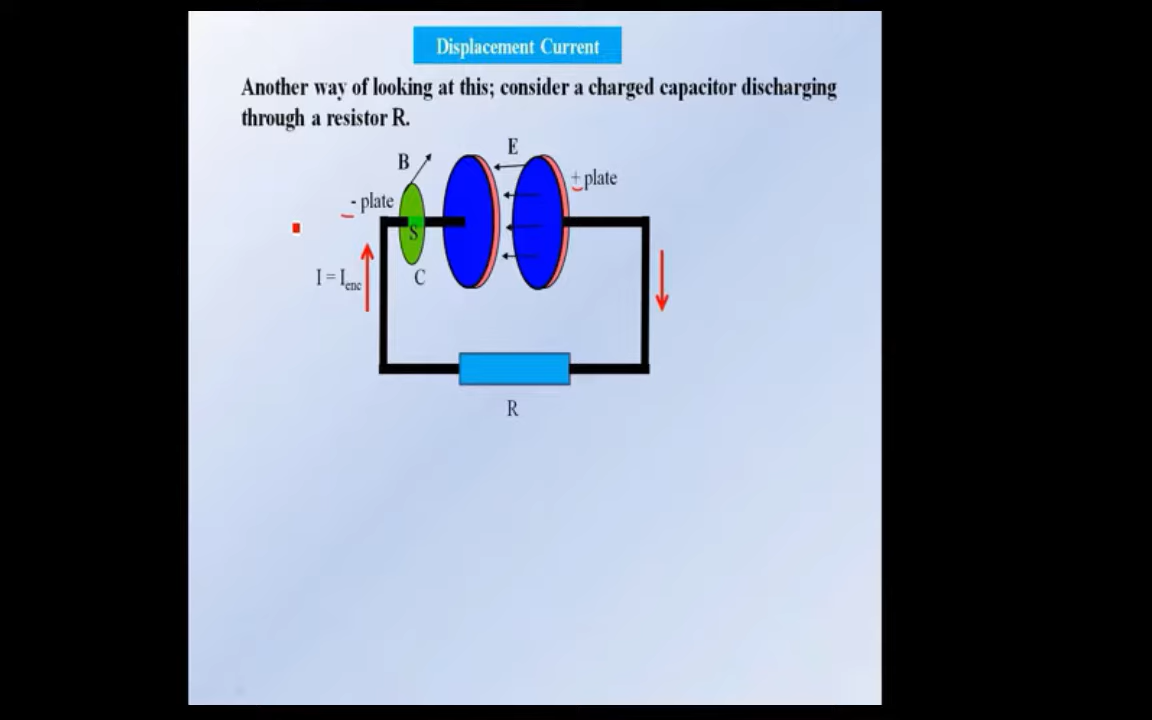 Displacement Current
Another way of looking at this; consider a charged capacitor discharging
through a resistor R.
B
E
+ plate
- plate
S
I = Ienc
C
R